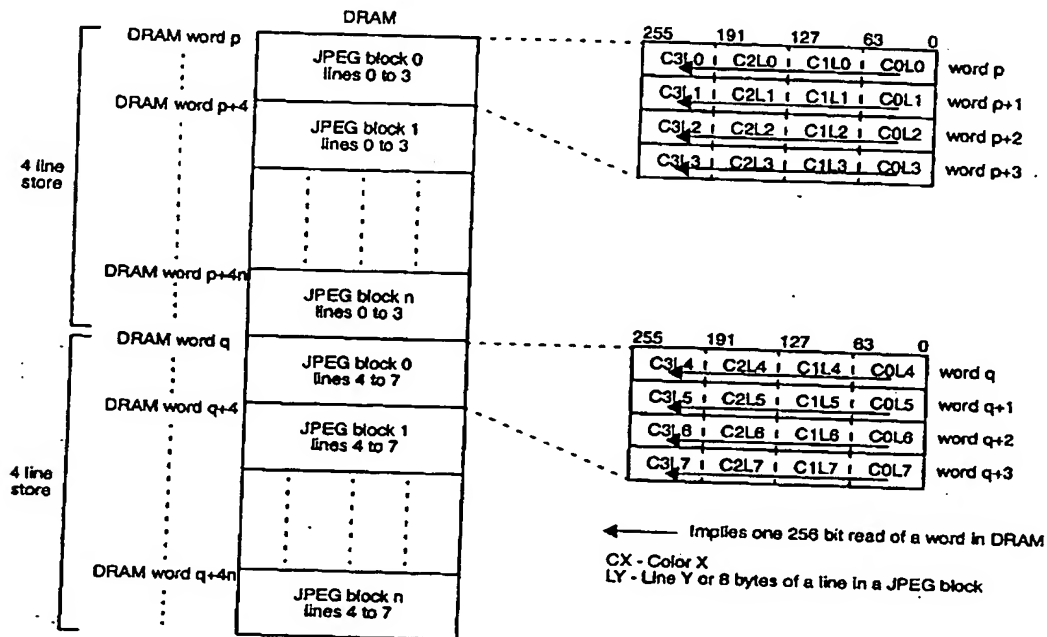 DRAM
DRAM word p
JPEG block 0
lines 0 to 3
DRAM word p+4
JPEG block 1
lines 0 to 3
4 line
store
DRAM word p+4n
JPEG block n
lines 0 to 3
DRAM word q
JPEG block 0
lines 4 to 7
DRAM word q+4
JPEG block 1
lines 4 to 7
4 line
store
DRAM word q+4n
JPEG block n
lines 4 to 7
255 191 127 63 0
C3L0 C2L0 C1L0 C0L0 word p
C3L1 C2L1 C1L1 C0L1 word p+1
C3L2 C2L2 C1L2 C0L2 word p+2
C3L3 C2L3 C1L3 C0L3 word p+3
255 191 127 63 0
C3L4 C2L4 C1L4 C0L4 word q
C3L5 C2L5 C1L5 C0L5 word q+1
C3L6 C2L6 C1L6 C0L6 word q+2
C3L7 C2L7 C1L7 C0L7 word q+3
Implies one 256 bit read of a word in DRAM
CX - Color X
LY - Line Y or 8 bytes of a line in a JPEG block